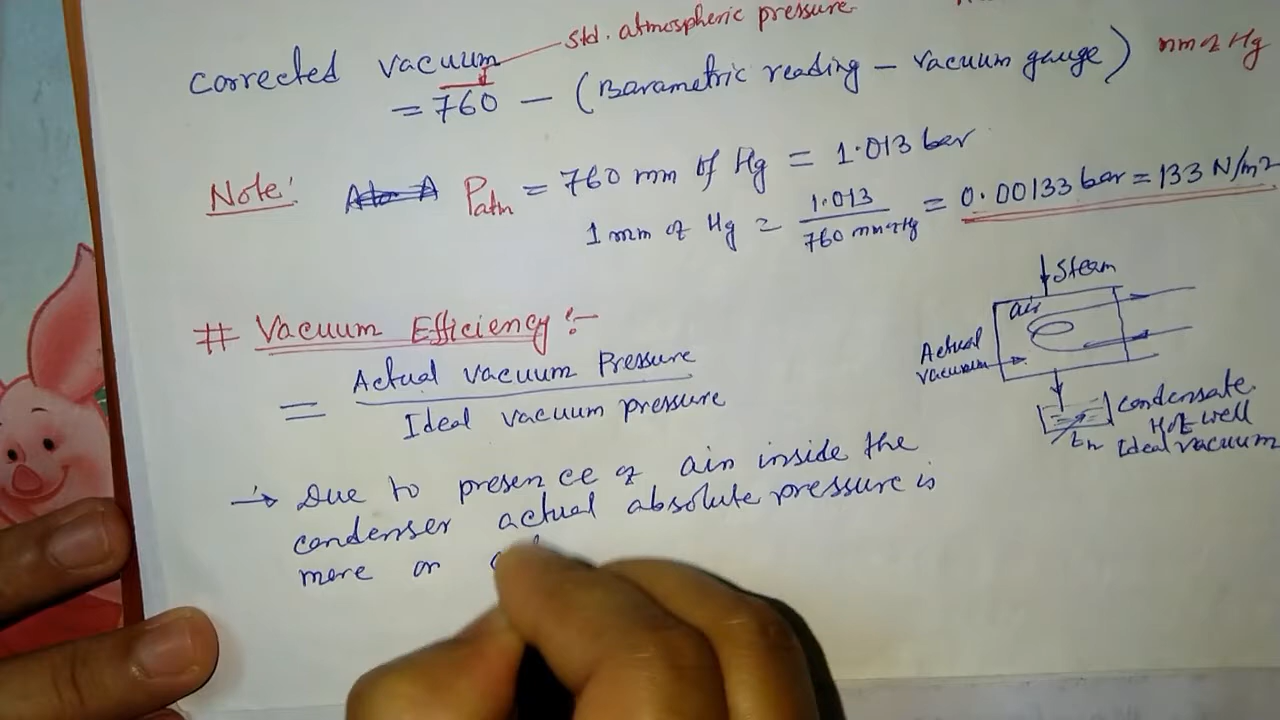 Std. atmospheric pressure
Corrected vacuum
= 760 - (Barametric reading - vacuum gauge) mm of Hg
Note: Patm = 760 mm of Hg = 1.013 bar
1 mm of Hg = 1.013 / 760 mm of Hg = 0.00133 bar = 133 N/m2
# Vacuum Efficiency :-
= Actual vacuum Pressure
Ideal vacuum pressure
Steam
air
Actual
vacuum
Condensate
Hot well
Ideal vacuum
→ Due to presence of air inside the
condenser actual absolute pressure is
more or